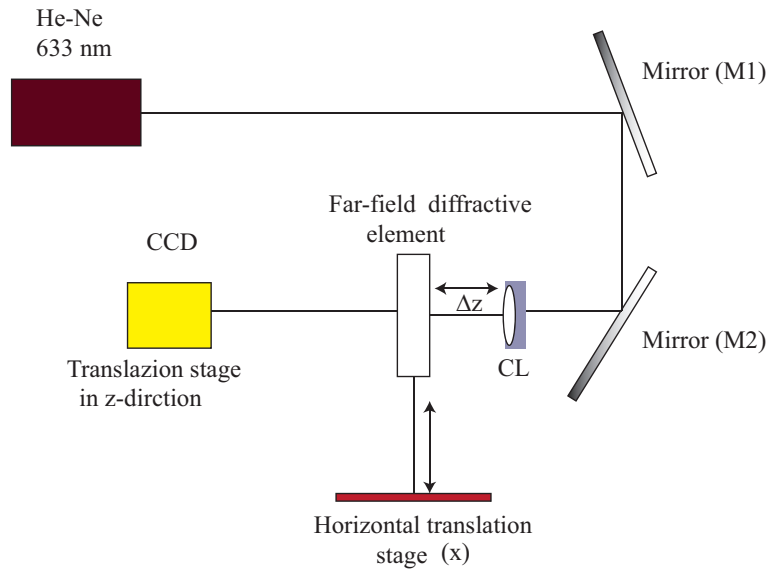 He-Ne
633 nm
Mirror (M1)
Far-field diffractive
element
CCD
Δz
Mirror (M2)
CL
Translazion stage
in z-dirction
Horizontal translation
stage (x)